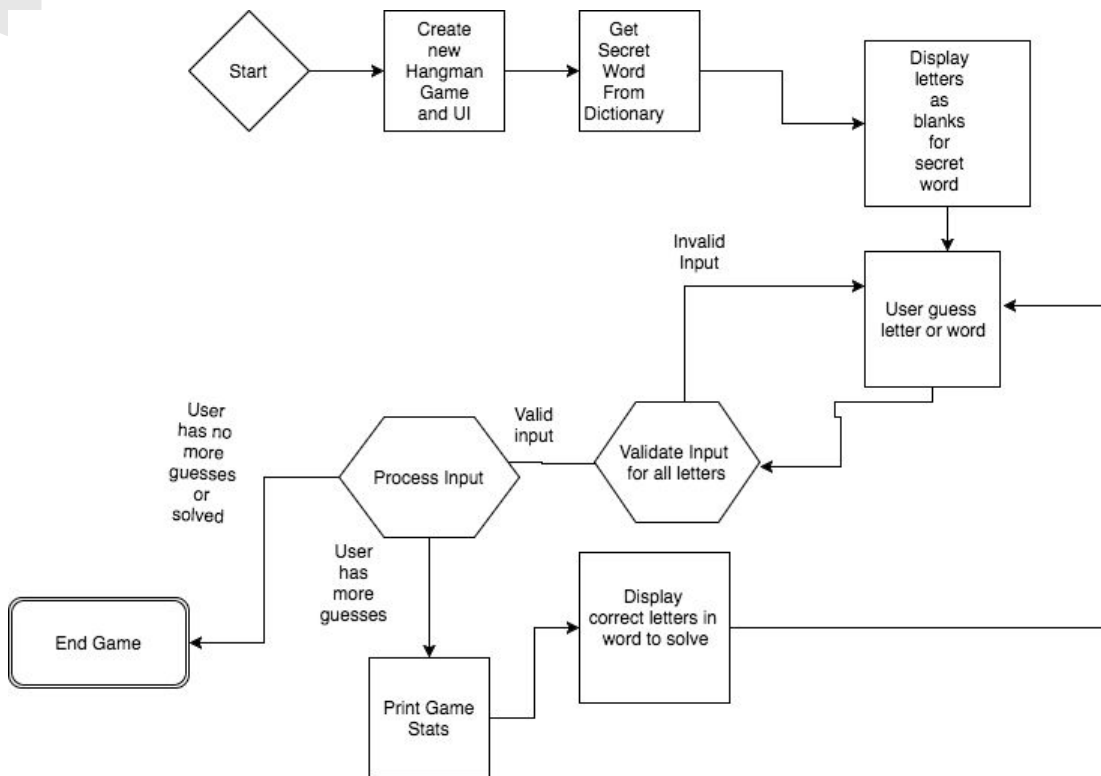 Start
Create
new
Hangman
Game
and UI
Get
Secret
Word
From
Dictionary
Display
letters
as
blanks
for
secret
word
Invalid
Input
User guess
letter or word
User
has no
more
guesses
or
solved
Process Input
Valid
input
Validate Input
for all letters
User
has
more
guesses
End Game
Display
correct letters in
word to solve
Print Game
Stats